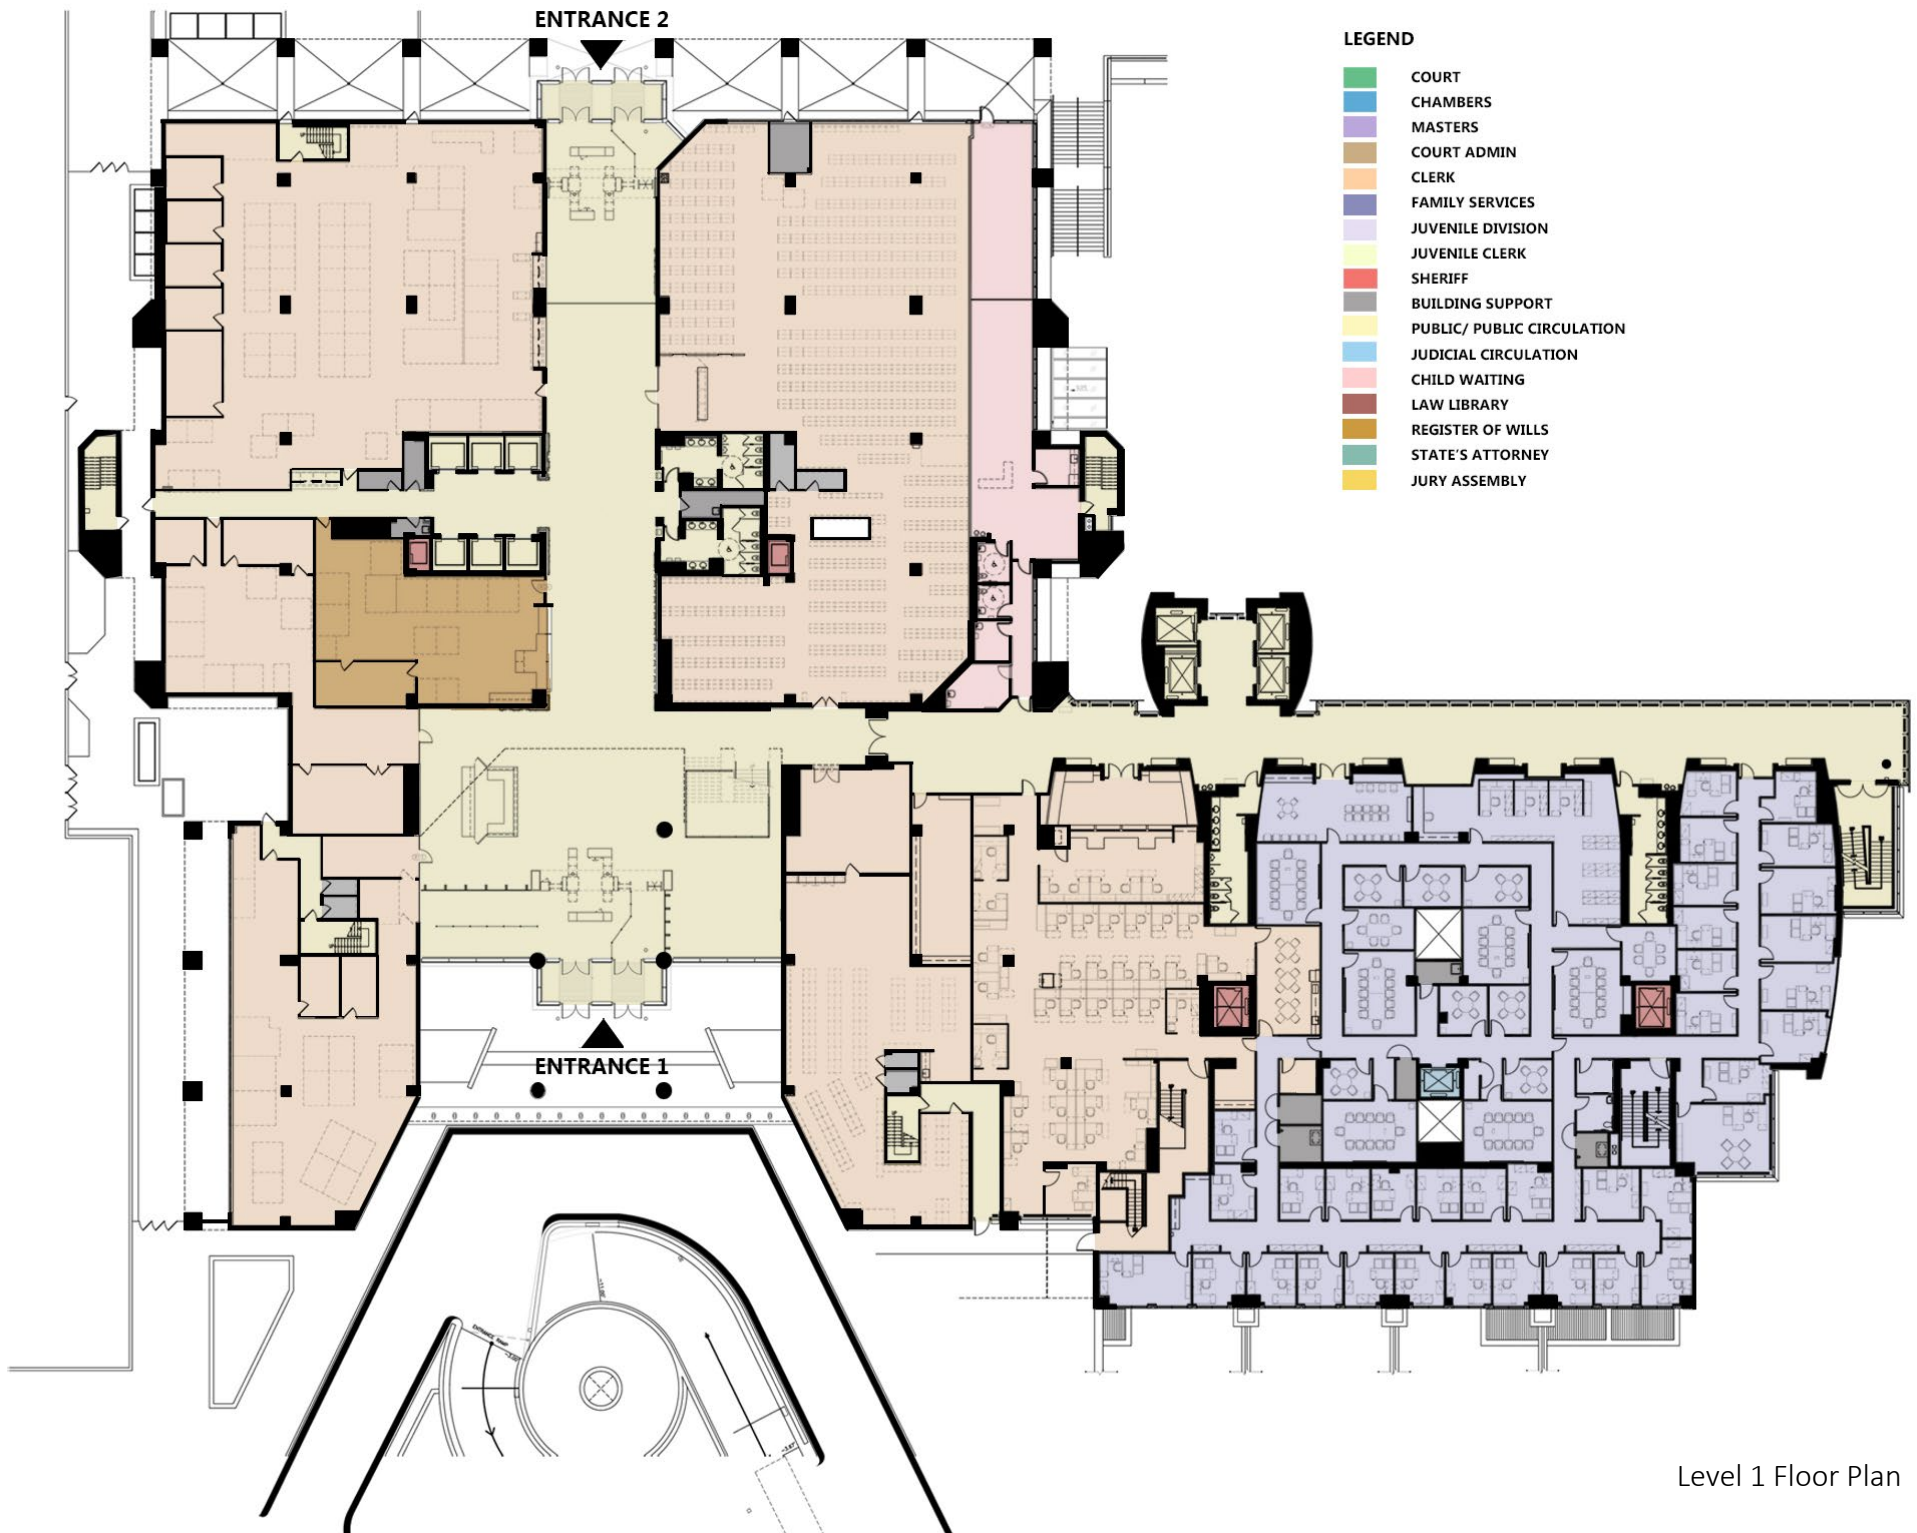 ENTRANCE 2
LEGEND
COURT
CHAMBERS
MASTERS
COURT ADMIN
CLERK
FAMILY SERVICES
JUVENILE DIVISION
JUVENILE CLERK
SHERIFF
BUILDING SUPPORT
PUBLIC/ PUBLIC CIRCULATION
JUDICIAL CIRCULATION
CHILD WAITING
LAW LIBRARY
REGISTER OF WILLS
STATE'S ATTORNEY
JURY ASSEMBLY
ENTRANCE 1
ENTRANCE RAMP
Level 1 Floor Plan